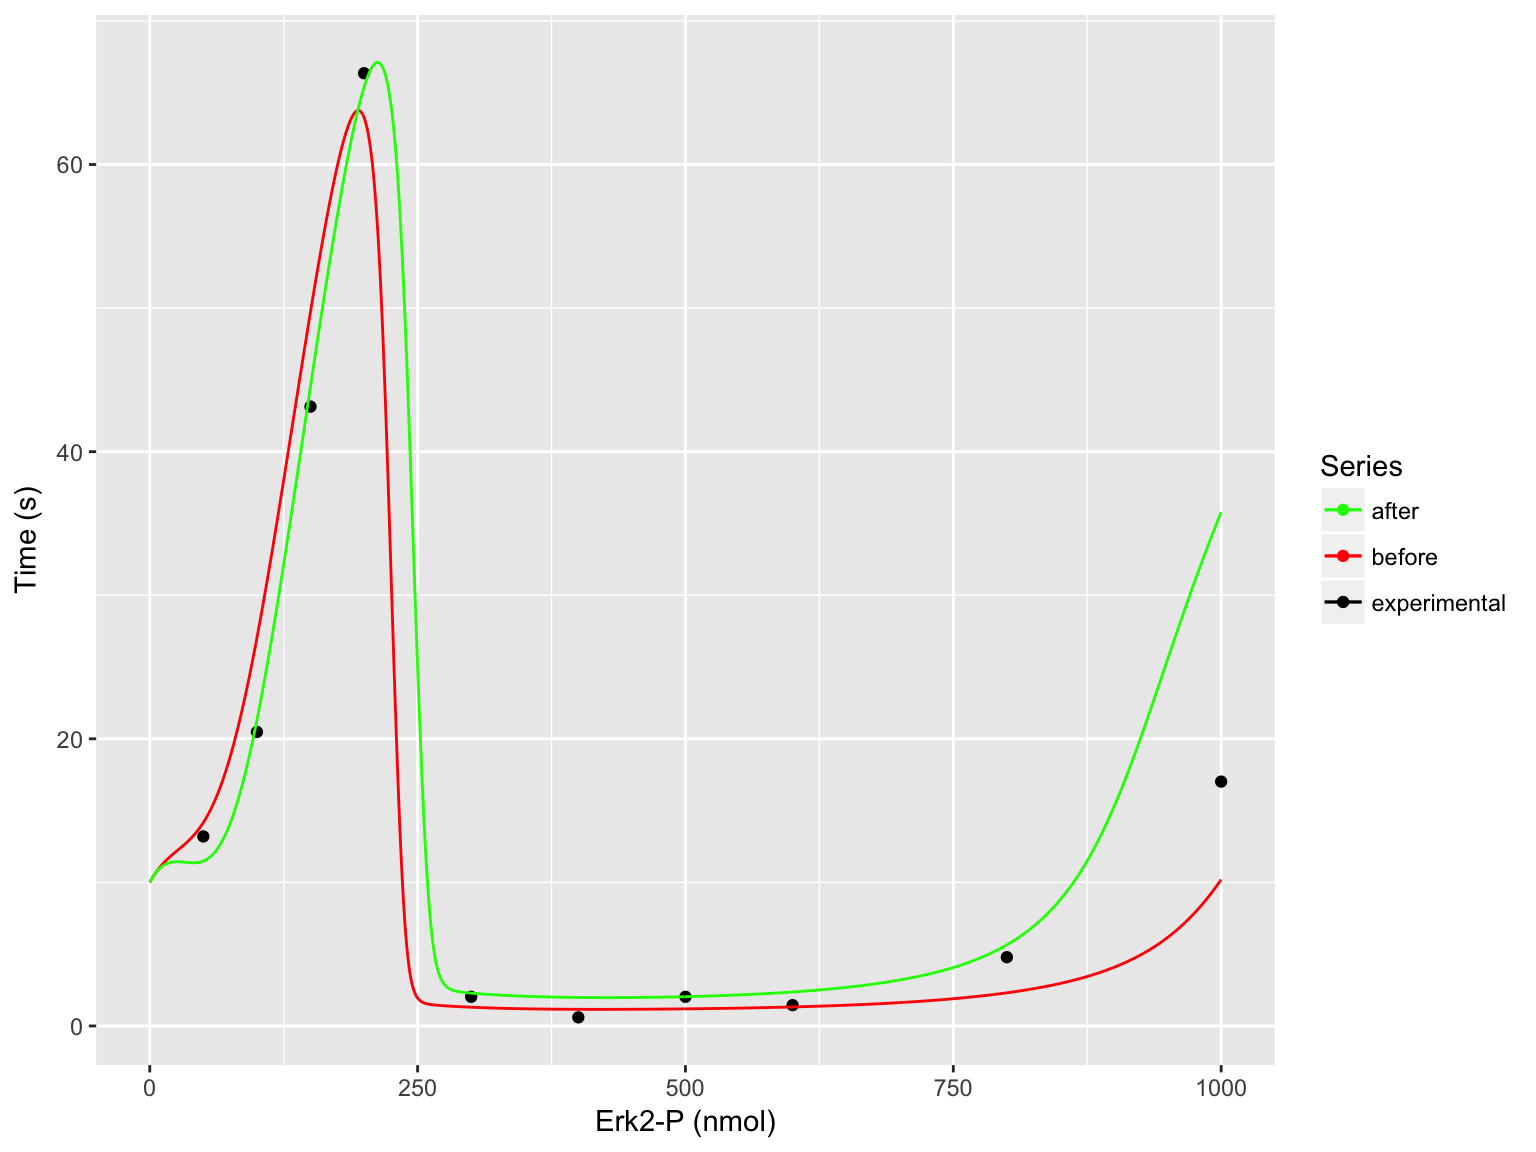 60
40
20
0
Time (s)
0 250 500 750 1000
Erk2-P (nmol)
Series
after
before
experimental